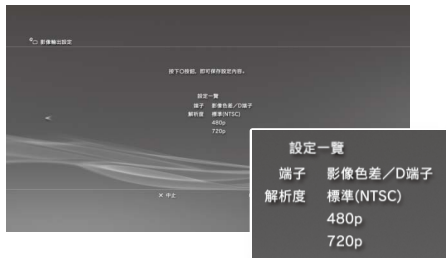 影像輸出設定
按下○按鈕，即可保存設定內容。
設定一覽
端子 影像色差／D端子
解析度 標準(NTSC)
480p
720p
× 中止
設定一覽
端子 影像色差／D端子
解析度 標準(NTSC)
480p
720p